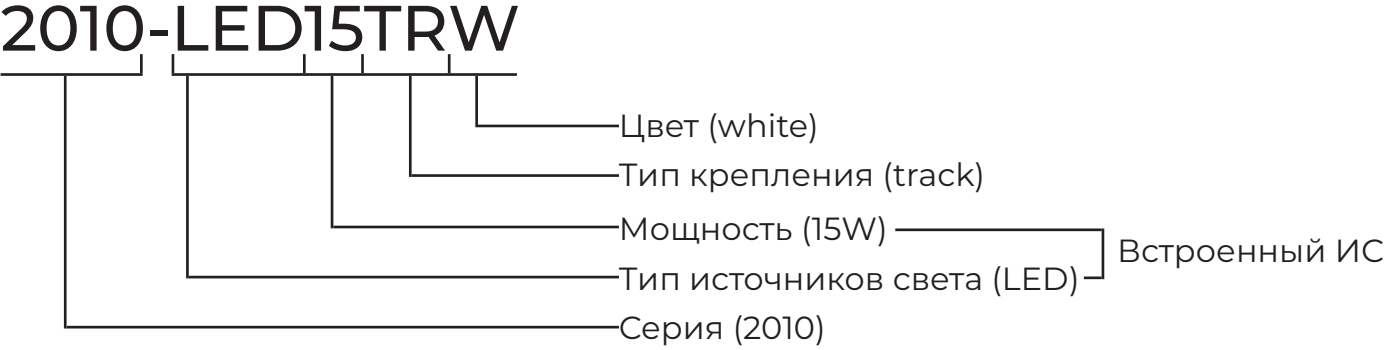 2010-LED15TRW
Цвет (white)
Тип крепления (track)
Мощность (15W)
Встроенный ИС
Тип источников света (LED)
Серия (2010)